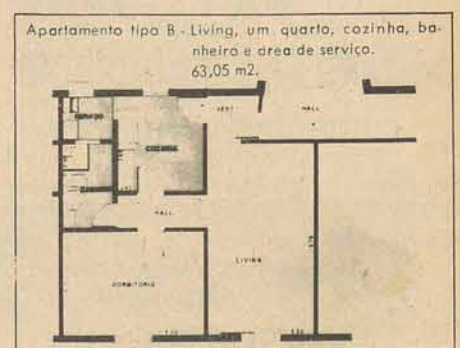 Apartamento tipo B - Living, um quarto, cozinha, ba-
nheiro e área de serviço.
63,05 m2.
VEST.
HALL
COZINHA
HALL
LIVING
DORMITORIO